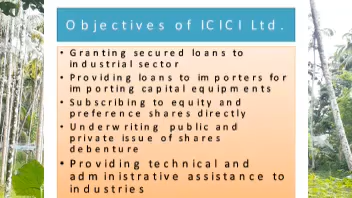 Objectives of ICICI Ltd.
• Granting secured loans to
industrial sector
• Providing loans to importers for
importing capital equipments
• Subscribing to equity and
preference shares directly
• Underwriting public and
private issue of shares
debenture
• Providing technical and
administrative assistance to
industries